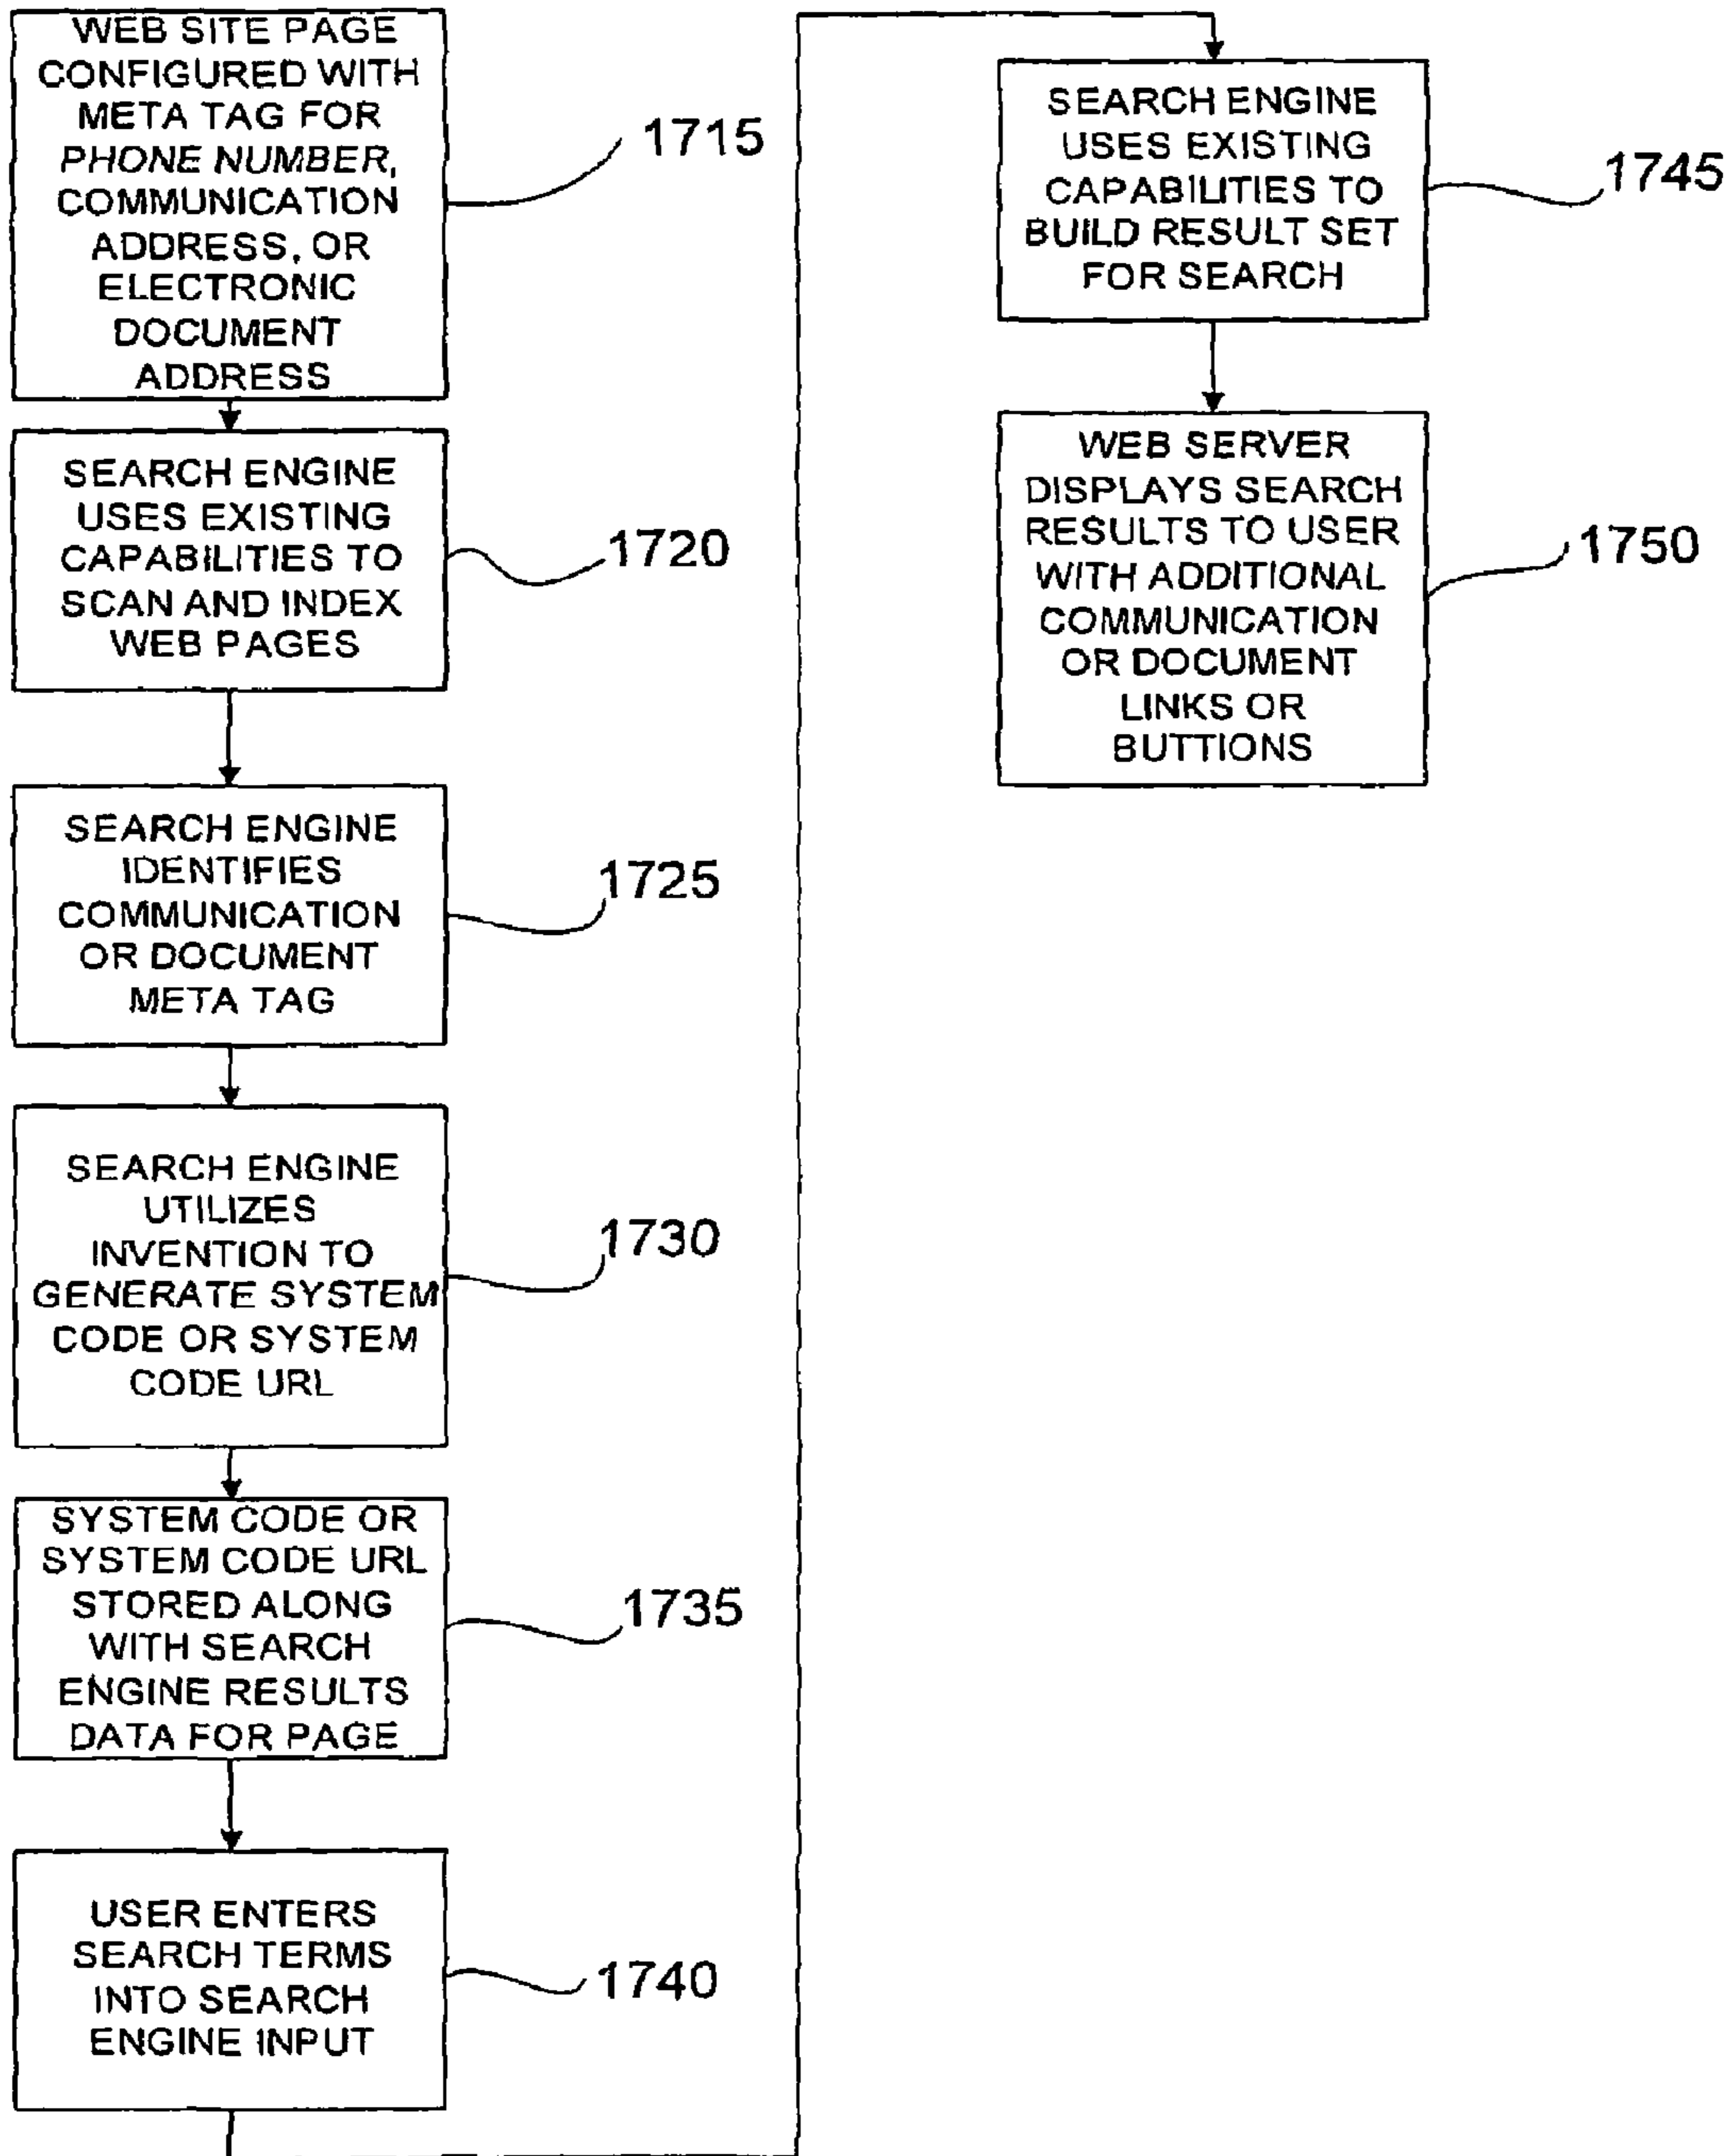 WEB SITE PAGE
CONFIGURED WITH
META TAG FOR
PHONE NUMBER,
COMMUNICATION
ADDRESS, OR
ELECTRONIC
DOCUMENT
ADDRESS
1715
SEARCH ENGINE
USES EXISTING
CAPABILITIES TO
SCAN AND INDEX
WEB PAGES
1720
SEARCH ENGINE
IDENTIFIES
COMMUNICATION
OR DOCUMENT
META TAG
1725
SEARCH ENGINE
UTILIZES
INVENTION TO
GENERATE SYSTEM
CODE OR SYSTEM
CODE URL
1730
SYSTEM CODE OR
SYSTEM CODE URL
STORED ALONG
WITH SEARCH
ENGINE RESULTS
DATA FOR PAGE
1735
USER ENTERS
SEARCH TERMS
INTO SEARCH
ENGINE INPUT
1740
SEARCH ENGINE
USES EXISTING
CAPABILITIES TO
BUILD RESULT SET
FOR SEARCH
1745
WEB SERVER
DISPLAYS SEARCH
RESULTS TO USER
WITH ADDITIONAL
COMMUNICATION
OR DOCUMENT
LINKS OR
BUTTIONS
1750